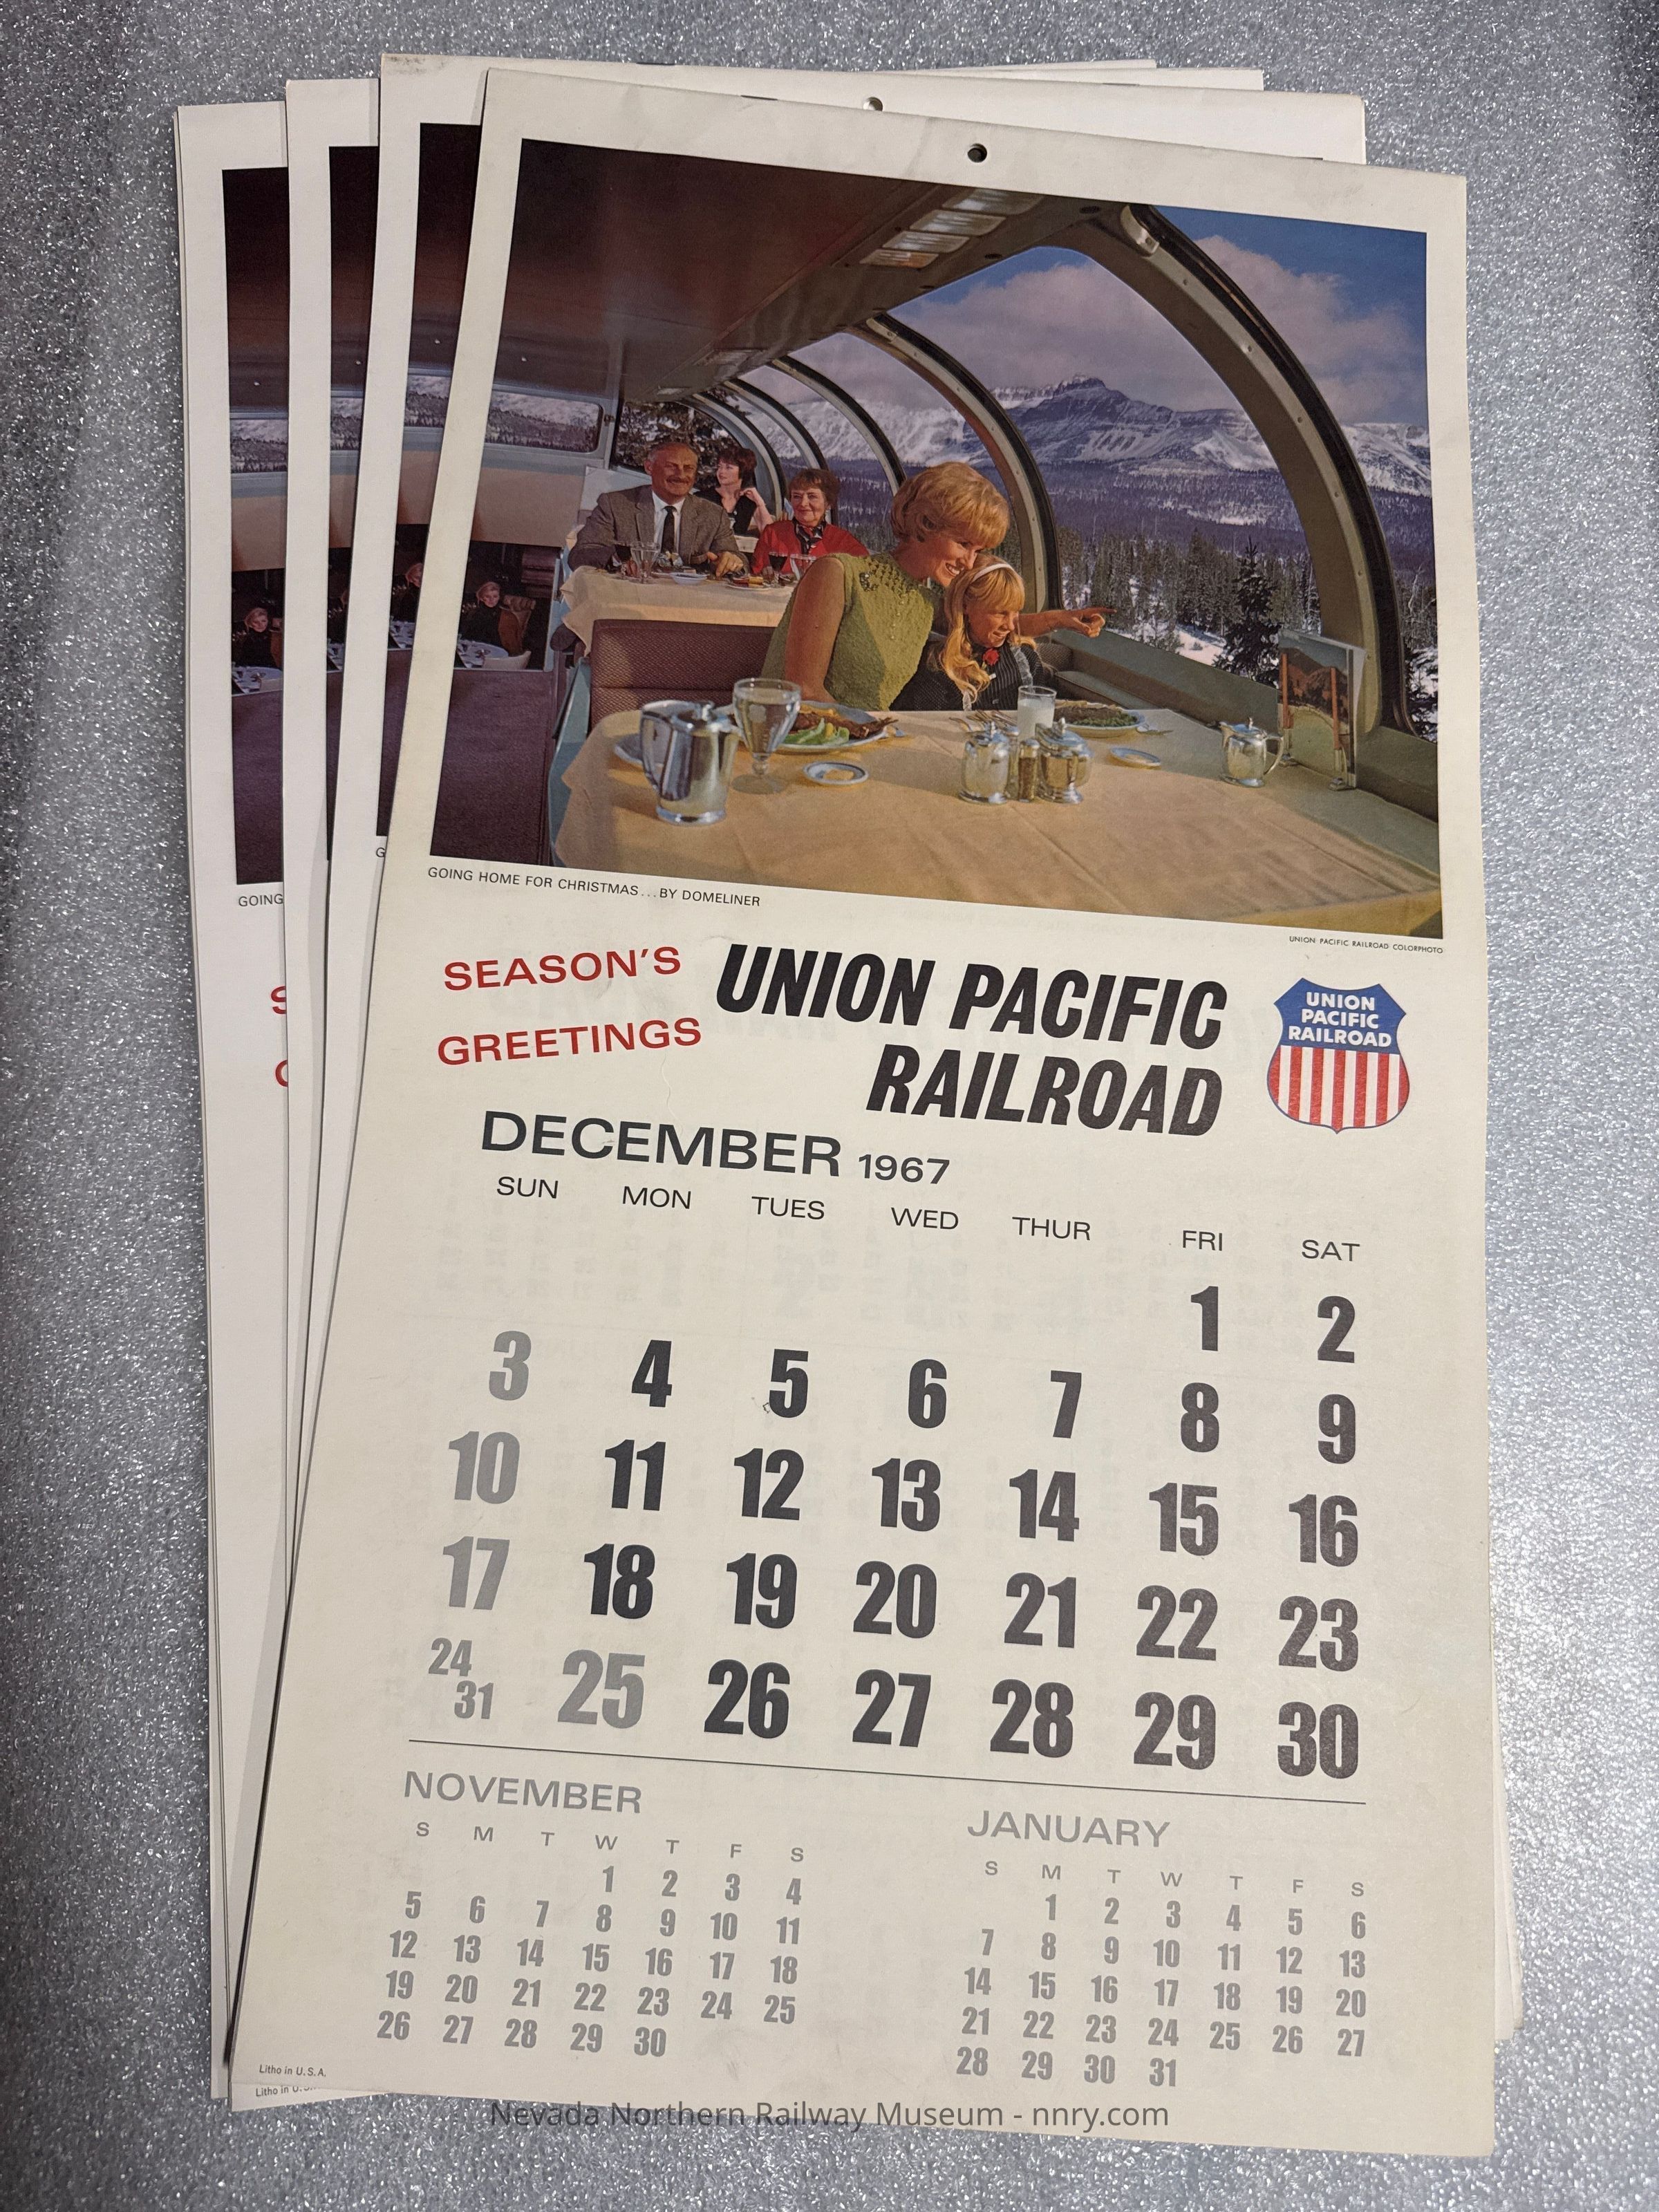 GOING HOME FOR CHRISTMAS...BY DOMELINER
UNION PACIFIC RAILROAD COLORPHOTO
SEASON'S
GREETINGS
UNION PACIFIC
RAILROAD
UNION
PACIFIC
RAILROAD
DECEMBER 1967
SUN MON TUES WED THUR FRI SAT
1 2
3 4 5 6 7 8 9
10 11 12 13 14 15 16
17 18 19 20 21 22 23
24 25 26 27 28 29 30
31
NOVEMBER
S M T W T F S
1 2 3 4
5 6 7 8 9 10 11
12 13 14 15 16 17 18
19 20 21 22 23 24 25
26 27 28 29 30
JANUARY
S M T W T F S
1 2 3 4 5 6
7 8 9 10 11 12 13
14 15 16 17 18 19 20
21 22 23 24 25 26 27
28 29 30 31
Litho in U.S.A.
Litho in U.S.
GOING
G
S
G
Nevada Northern Railway Museum - nnry.com